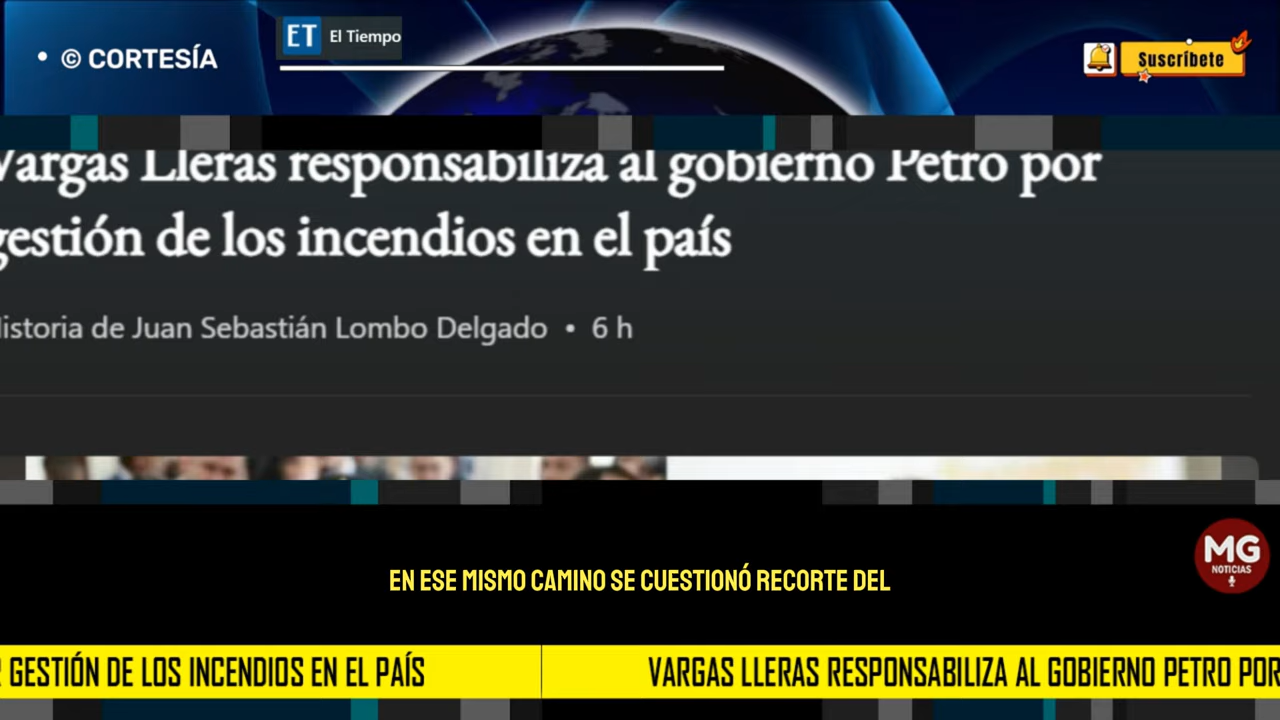 • © CORTESÍA
ET El Tiempo
Suscríbete
Vargas Lleras responsabiliza al gobierno Petro por
gestión de los incendios en el país
Historia de Juan Sebastián Lombo Delgado • 6 h
MG
NOTICIAS
EN ESE MISMO CAMINO SE CUESTIONÓ RECORTE DEL
GESTIÓN DE LOS INCENDIOS EN EL PAÍS
VARGAS LLERAS RESPONSABILIZA AL GOBIERNO PETRO POR